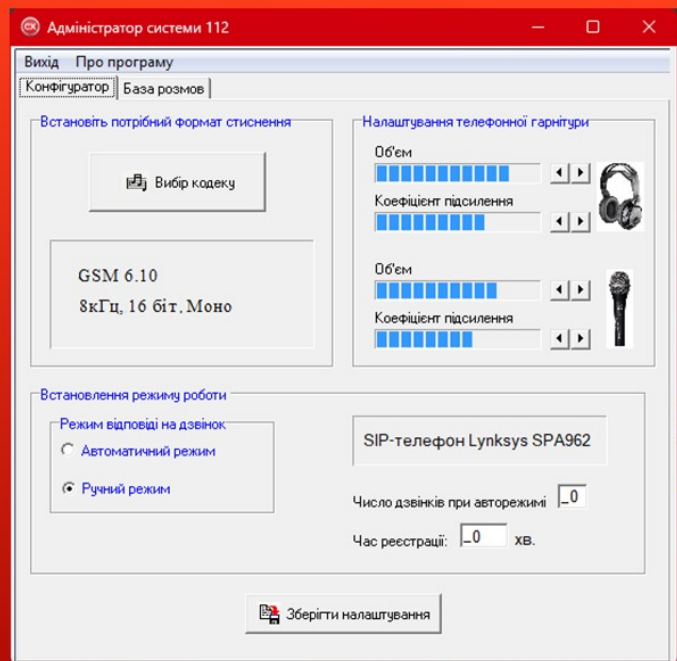 СК Адміністратор системи 112
Вихід Про програму
Конфігуратор База розмов
Встановіть потрібний формат стиснення
Вибір кодеку
GSM 6.10
8кГц, 16 біт, Моно
Налаштування телефонної гарнітури
Об'єм
Коефіцієнт підсилення
Об'єм
Коефіцієнт підсилення
Встановлення режиму роботи
Режим відповіді на дзвінок
Автоматичний режим
Ручний режим
SIP-телефон Lynksys SPA962
Число дзвінків при авторежимі _0
Час реєстрації: _0 хв.
Зберігти налаштування